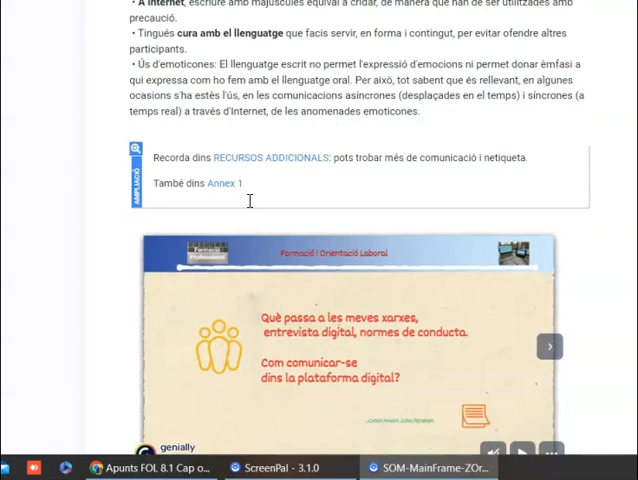 • A internet, escriure amb majúscules equival a cridar, de manera que han de ser utilitzades amb
precaució.
• Tingués cura amb el llenguatge que facis servir, en forma i contingut, per evitar ofendre altres
participants.
• Ús d'emoticones: El llenguatge escrit no permet l'expressió d'emocions ni permet donar èmfasi a
qui expressa com ho fem amb el llenguatge oral. Per això, tot sabent que és rellevant, en algunes
ocasions s'ha estès l'ús, en les comunicacions asíncrones (desplaçades en el temps) i síncrones (a
temps real) a través d'Internet, de les anomenades emoticones.
AMPLIACIÓ
Recorda dins RECURSOS ADDICIONALS: pots trobar més de comunicació i netiqueta.
També dins Annex 1
Formació
Professional
Formació i Orientació Laboral
Què passa a les meves xarxes,
entrevista digital, normes de conducta.
Com comunicar-se
dins la plataforma digital?
genially
Apunts FOL 8.1 Cap o...
ScreenPal - 3.1.0
SOM-MainFrame-ZOr...